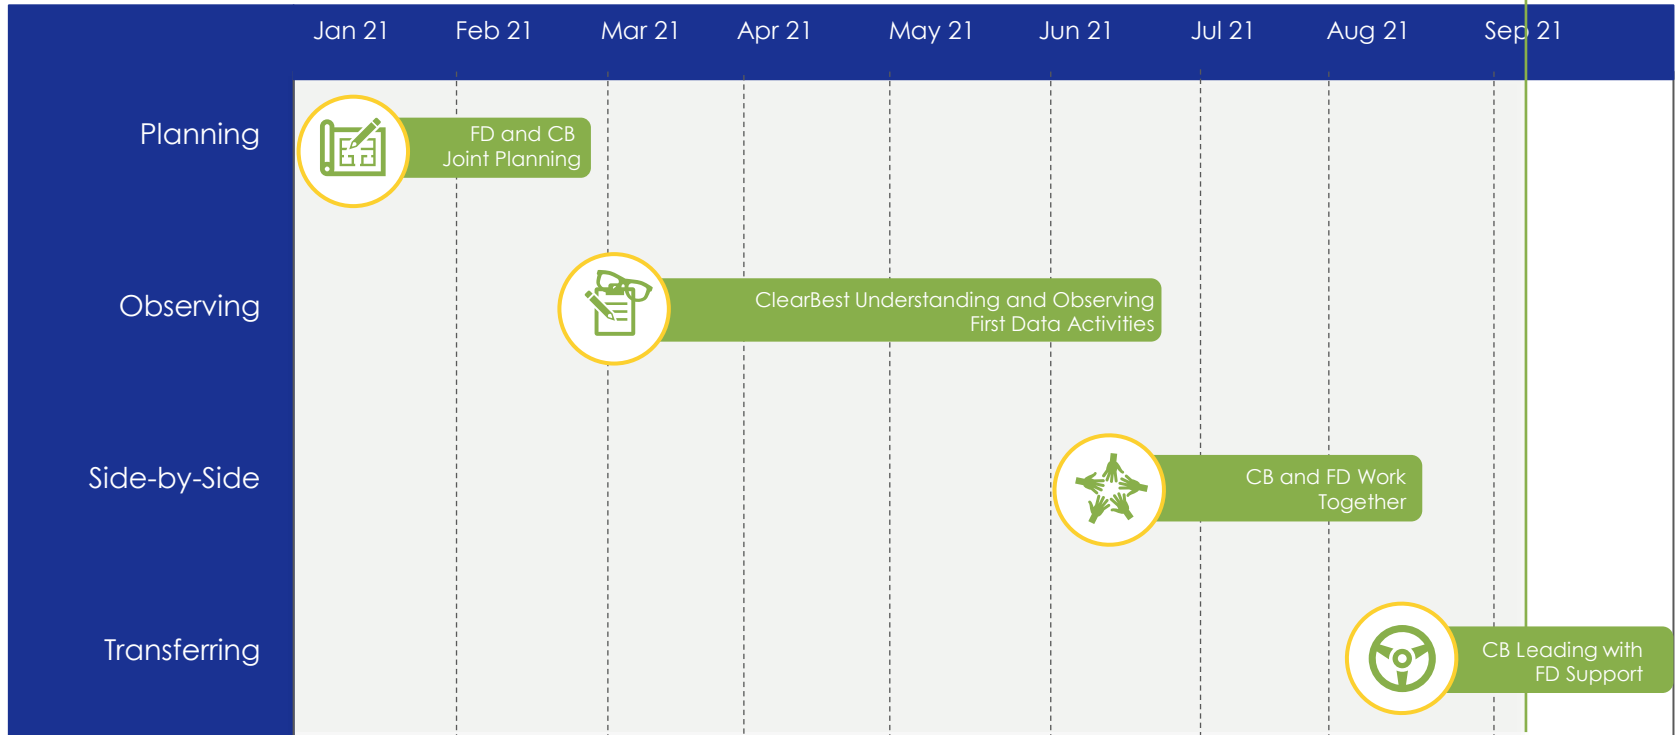 Jan 21 Feb 21 Mar 21 Apr 21 May 21 Jun 21 Jul 21 Aug 21 Sep 21
Planning
FD and CB
Joint Planning
Observing
ClearBest Understanding and Observing
First Data Activities
Side-by-Side
CB and FD Work
Together
Transferring
CB Leading with
FD Support